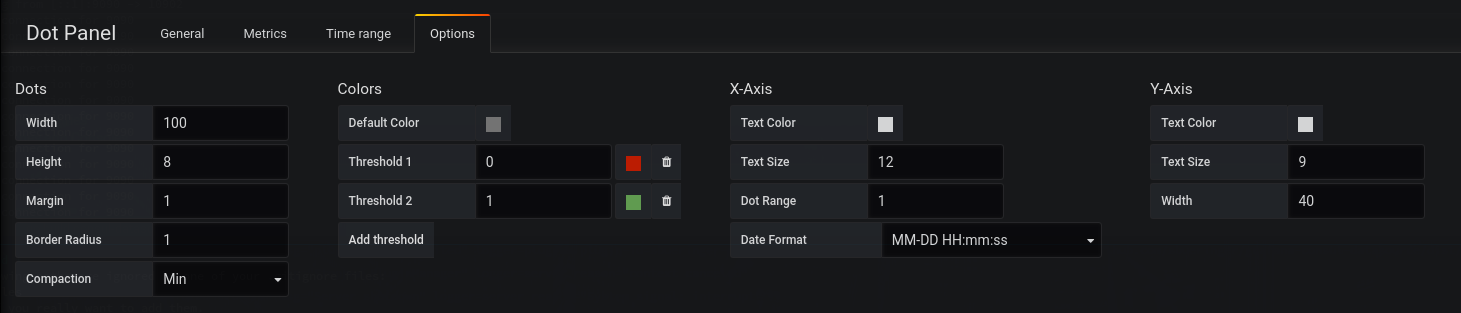 Dot Panel General Metrics Time range Options
Dots Colors X-Axis Y-Axis
Width 100 Default Color Text Color Text Color
Height 8 Threshold 1 0 Text Size 12 Text Size 9
Margin 1 Threshold 2 1 Dot Range 1 Width 40
Border Radius 1 Add threshold Date Format MM-DD HH:mm:ss
Compaction Min